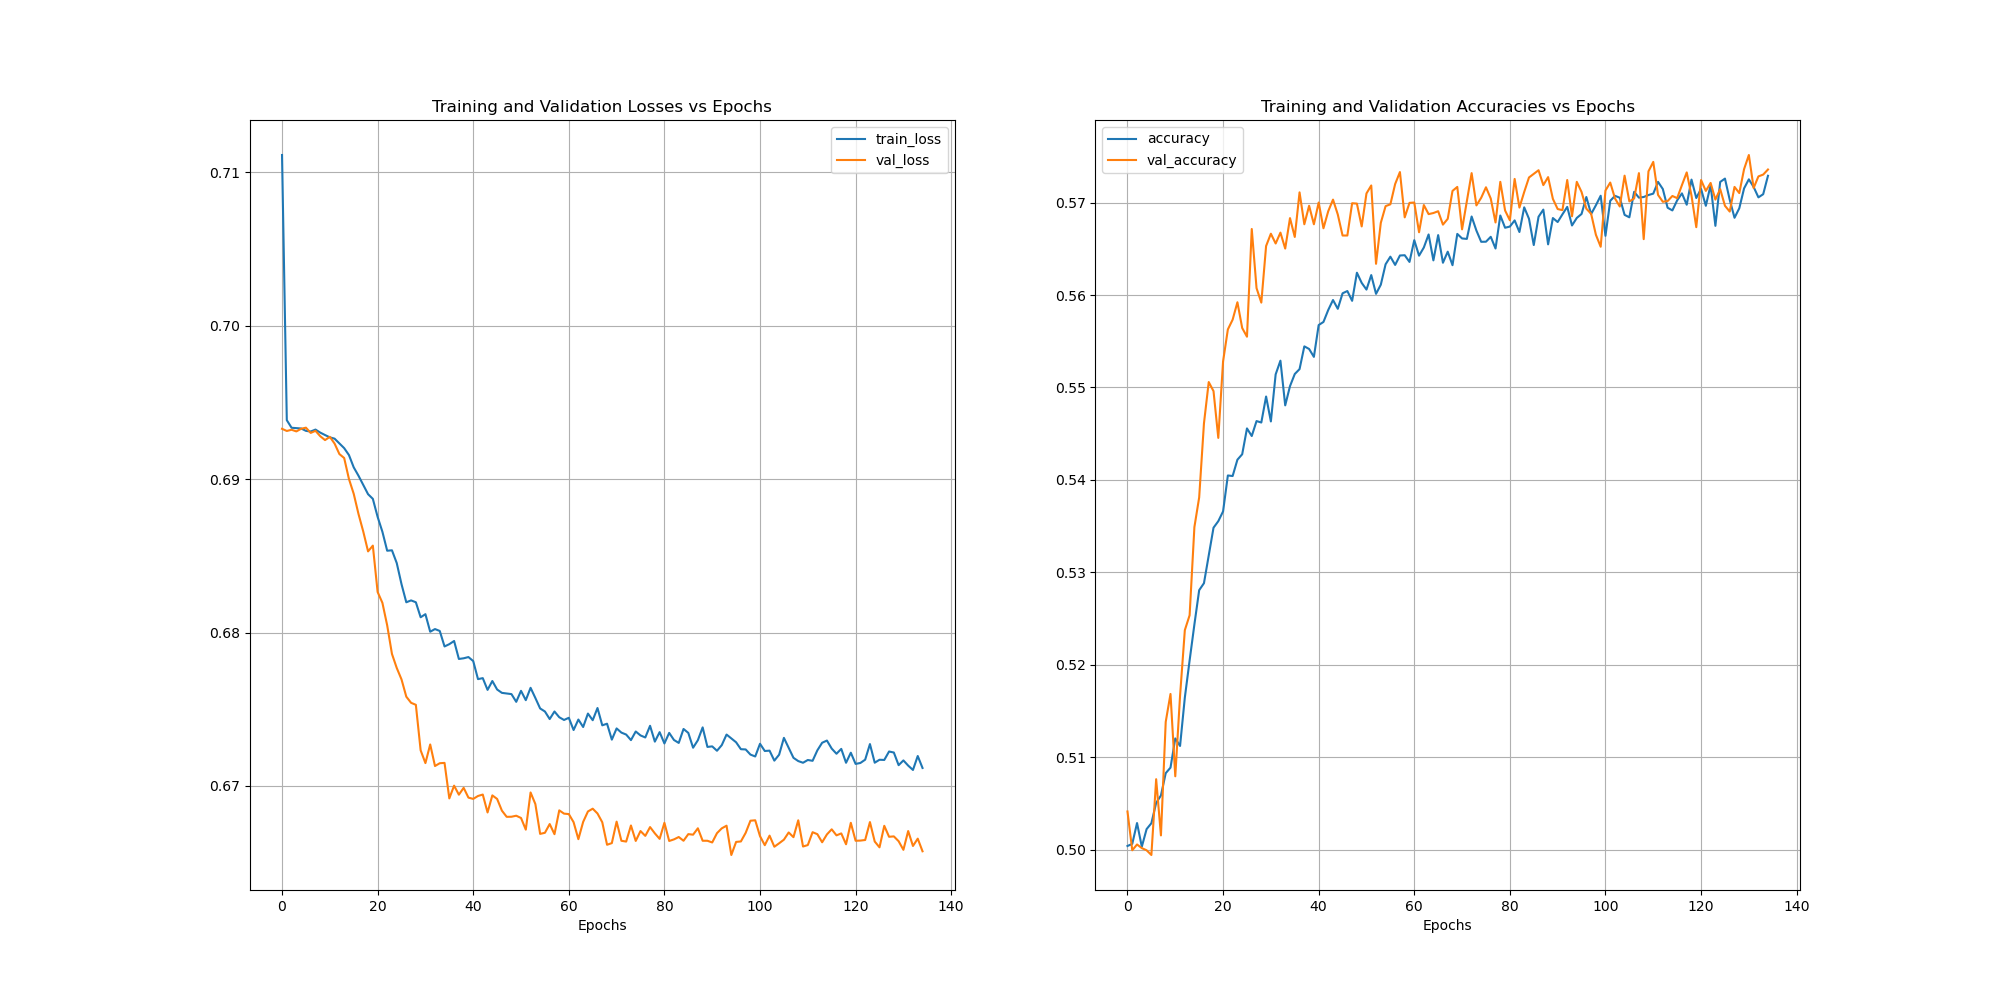 Training and Validation Losses vs Epochs
train_loss
val_loss
0.71
0.70
0.69
0.68
0.67
0 20 40 60 80 100 120 140
Epochs
Training and Validation Accuracies vs Epochs
accuracy
val_accuracy
0.57
0.56
0.55
0.54
0.53
0.52
0.51
0.50
0 20 40 60 80 100 120 140
Epochs